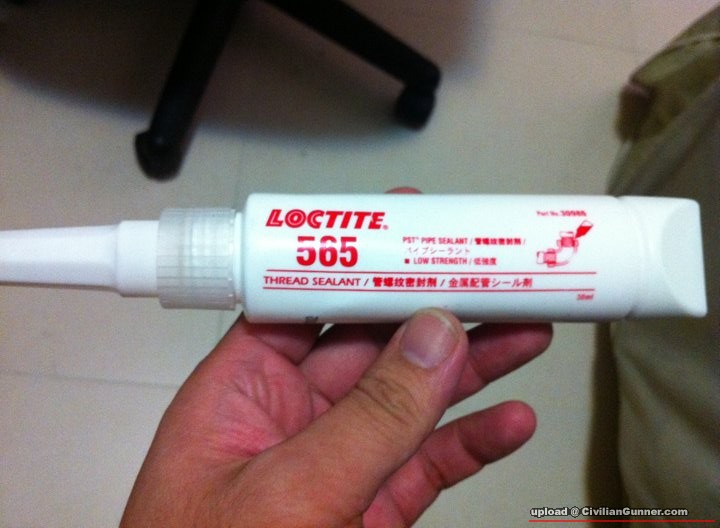 LOCTITE®
565
PST® PIPE SEALANT / 管螺纹密封剂 /
パイプシーラント
■ LOW STRENGTH / 低強度
Part No. 30986
THREAD SEALANT / 管螺纹密封剂 / 金属配管シール剤
50ml
upload @ CivilianGunner.com